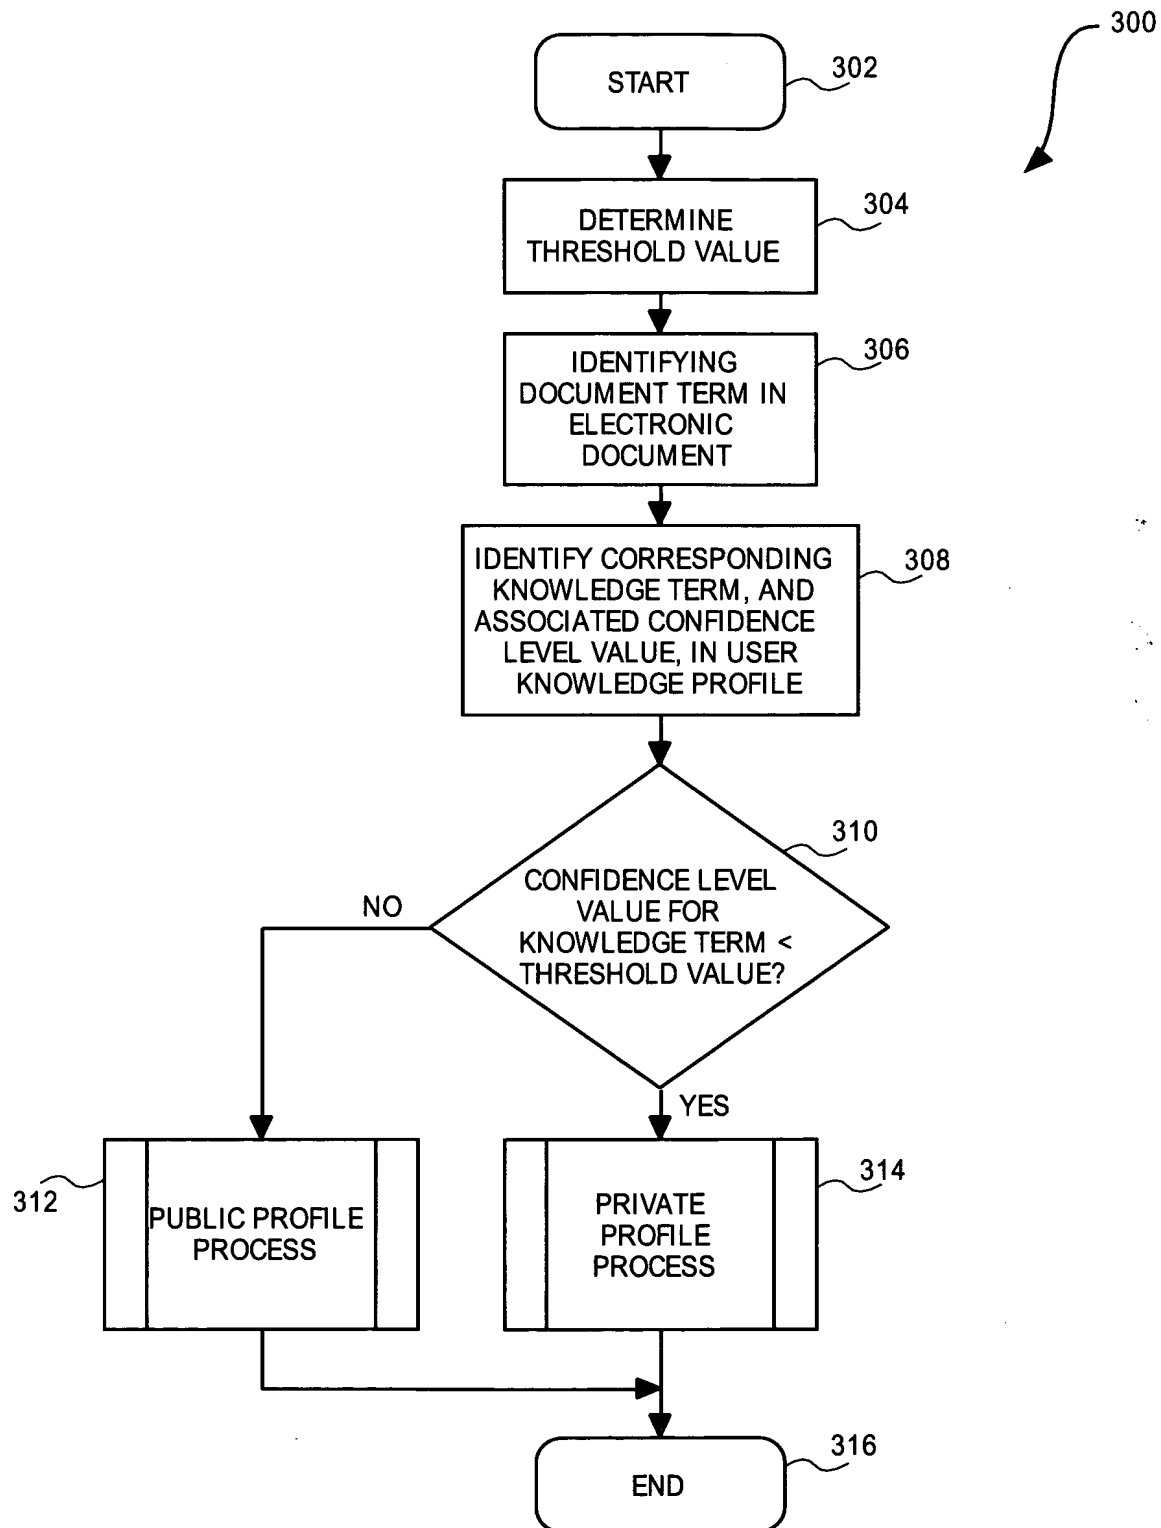 300
START
302
DETERMINE
THRESHOLD VALUE
304
IDENTIFYING
DOCUMENT TERM IN
ELECTRONIC
DOCUMENT
306
IDENTIFY CORRESPONDING
KNOWLEDGE TERM, AND
ASSOCIATED CONFIDENCE
LEVEL VALUE, IN USER
KNOWLEDGE PROFILE
308
310
CONFIDENCE LEVEL
VALUE FOR
KNOWLEDGE TERM <
THRESHOLD VALUE?
NO
YES
312
PUBLIC PROFILE
PROCESS
PRIVATE
PROFILE
PROCESS
314
END
316